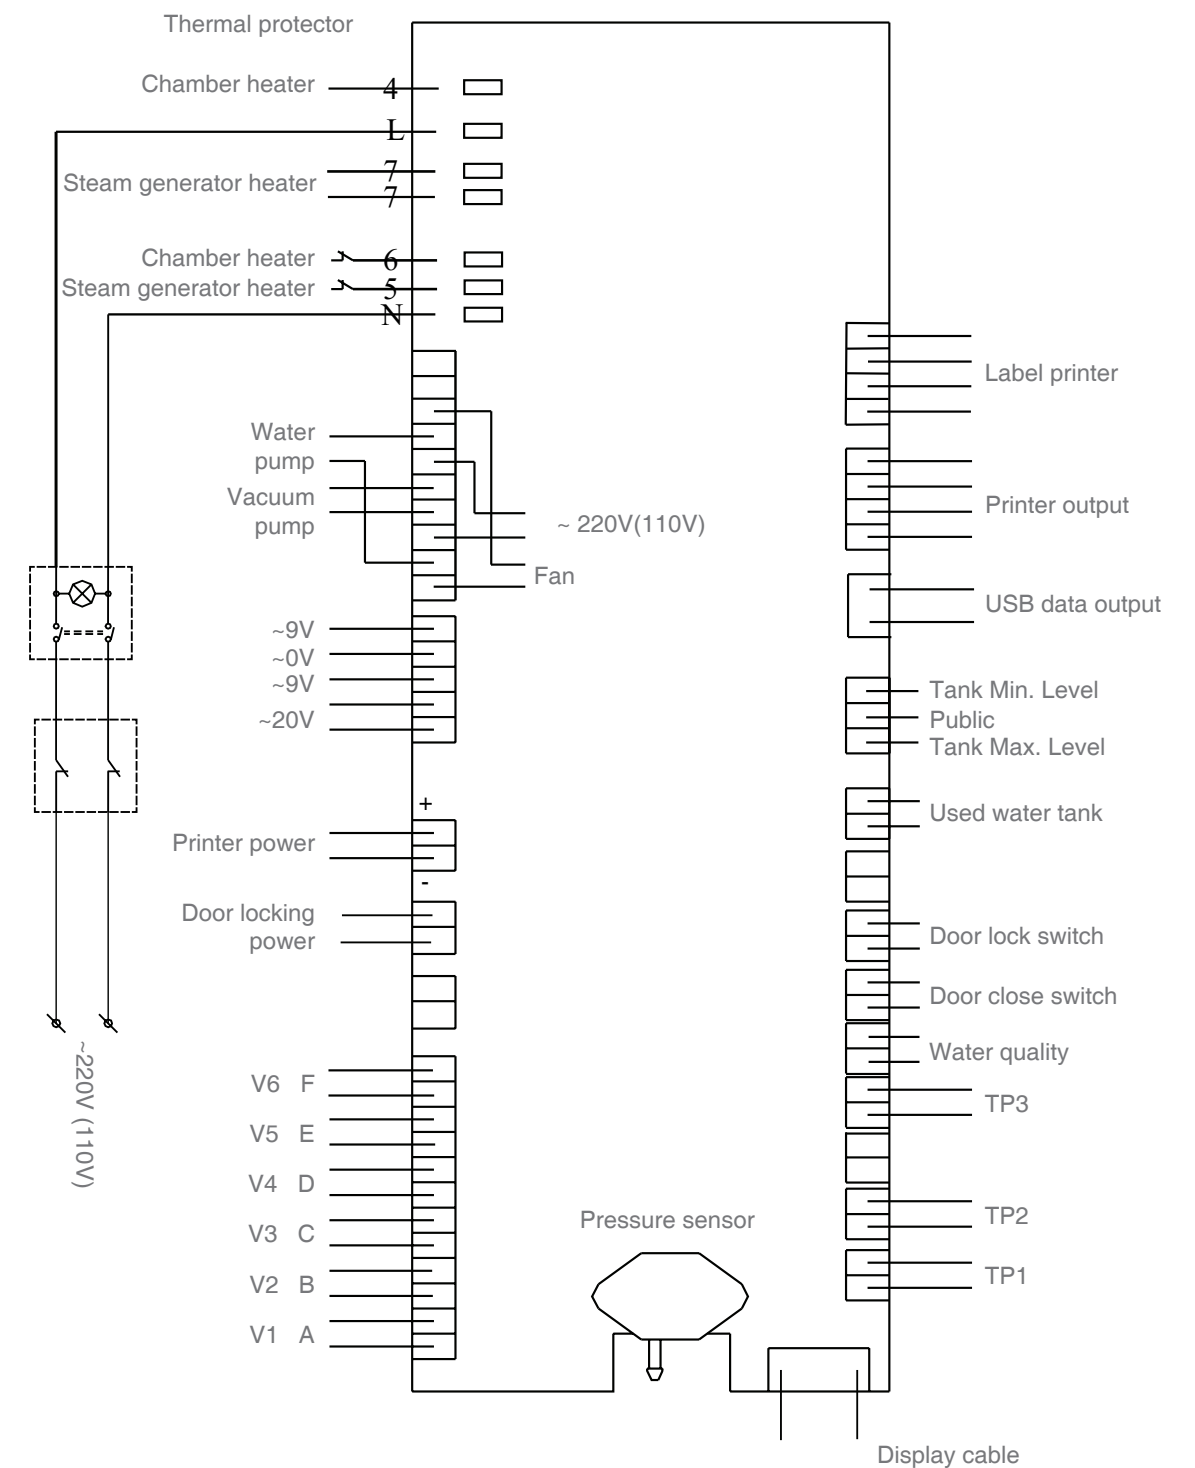 Thermal protector
Chamber heater 4
L
7
Steam generator heater
7
Chamber heater 6
Steam generator heater 5
N
Water
pump
Vacuum
pump
~ 220V(110V)
Fan
~9V
~0V
~9V
~20V
+
Printer power
-
Door locking
power
V6 F
V5 E
V4 D
V3 C
V2 B
V1 A
~220V (110V)
Label printer
Printer output
USB data output
Tank Min. Level
Public
Tank Max. Level
Used water tank
Door lock switch
Door close switch
Water quality
TP3
TP2
TP1
Pressure sensor
Display cable